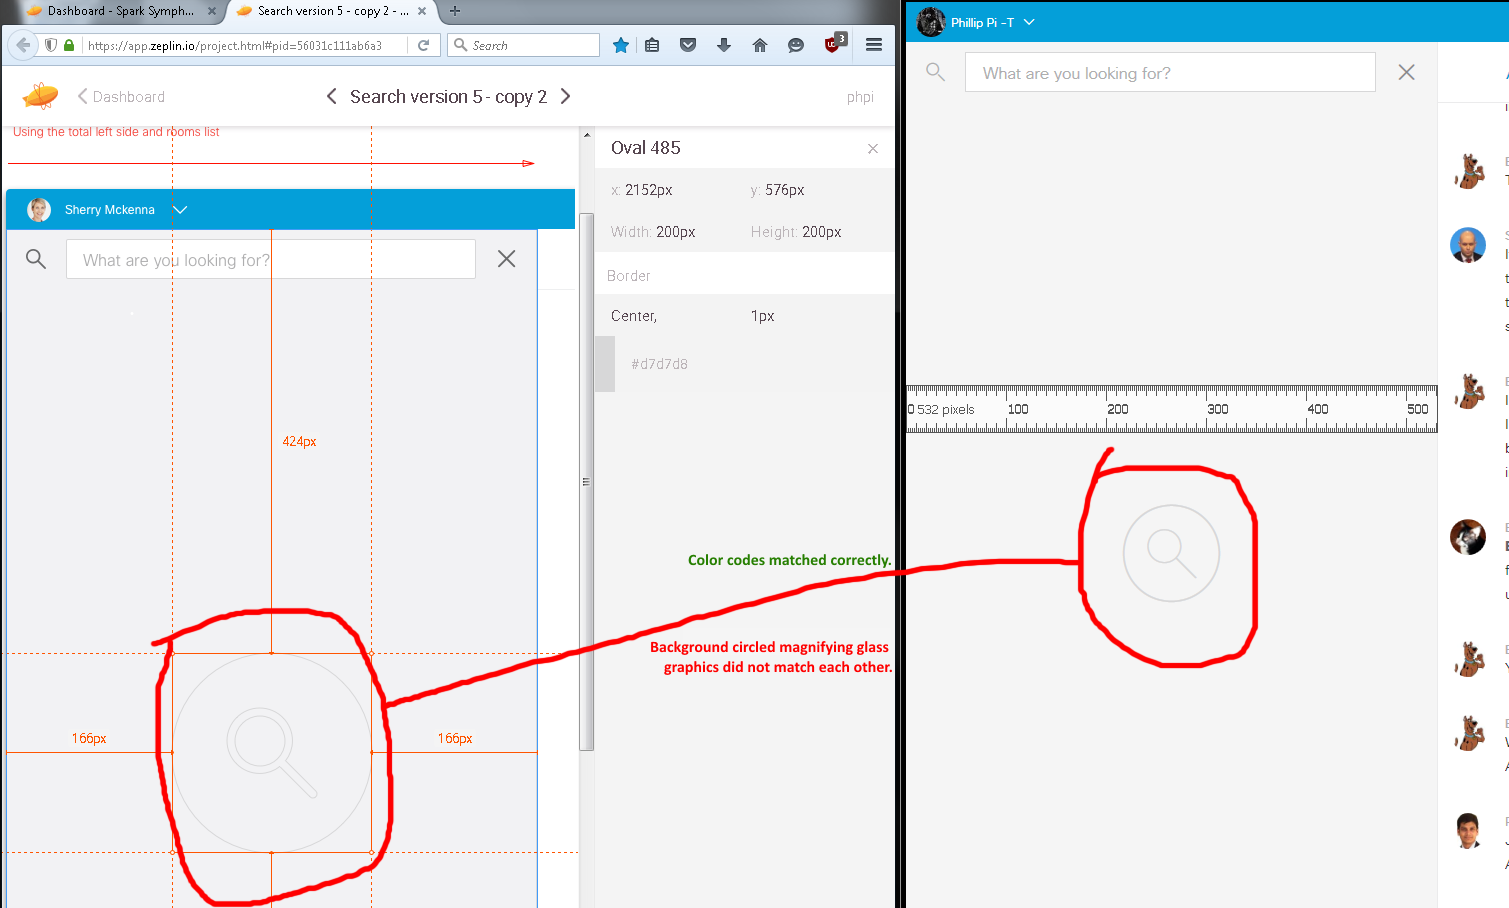 Dashboard - Spark Symph...
Search version 5 - copy 2 - ...
https://app.zeplin.io/project.html#pid=56031c111ab6a3
Search
3
Dashboard
Search version 5 - copy 2
phpi
Using the total left side and rooms list
Sherry Mckenna
What are you looking for?
424px
166px
166px
Oval 485
x: 2152px
y: 576px
Width: 200px
Height: 200px
Border
Center,
1px
#d7d7d8
Color codes matched correctly.
Background circled magnifying glass
graphics did not match each other.
Phillip Pi -T
What are you looking for?
0 532 pixels 100 200 300 400 500